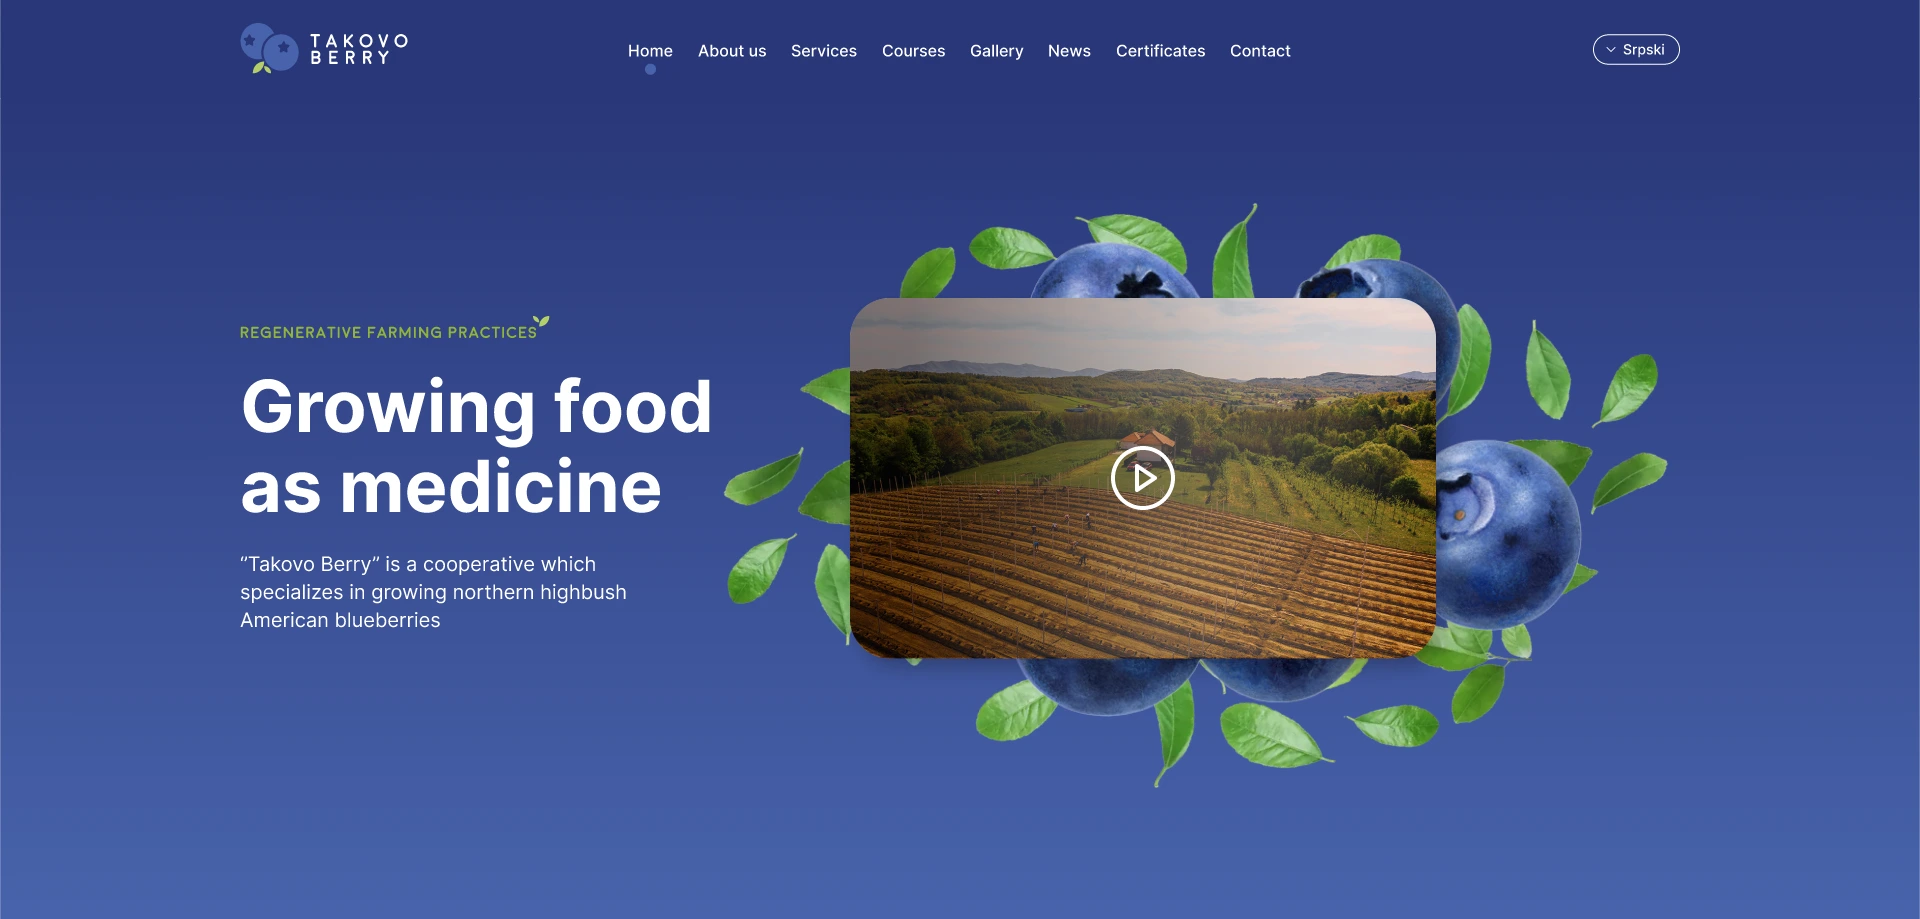 TAKOVO
BERRY
Home
About us
Services
Courses
Gallery
News
Certificates
Contact
Srpski
REGENERATIVE FARMING PRACTICES
Growing food
as medicine
“Takovo Berry” is a cooperative which
specializes in growing northern highbush
American blueberries